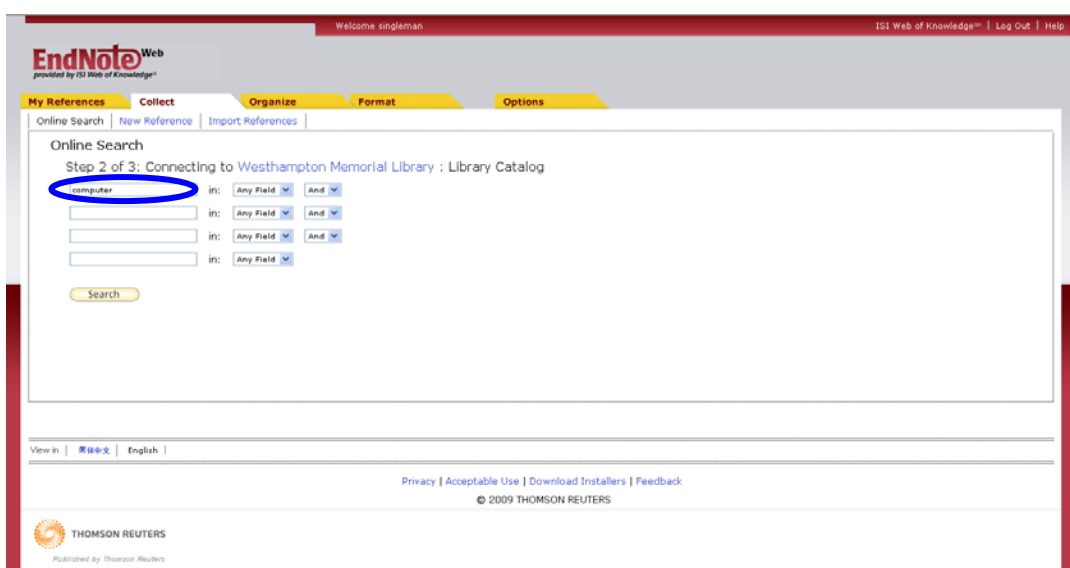 Welcome singleman ISI Web of Knowledge℠ | Log Out | Help
EndNote Web
provided by ISI Web of Knowledge
My References Collect Organize Format Options
Online Search | New Reference | Import References |
Online Search
Step 2 of 3: Connecting to Westhampton Memorial Library : Library Catalog
computer in: Any Field And
in: Any Field And
in: Any Field And
in: Any Field
Search
View in | 简体中文 | English |
Privacy | Acceptable Use | Download Installers | Feedback
© 2009 THOMSON REUTERS
THOMSON REUTERS
Published by Thomson Reuters